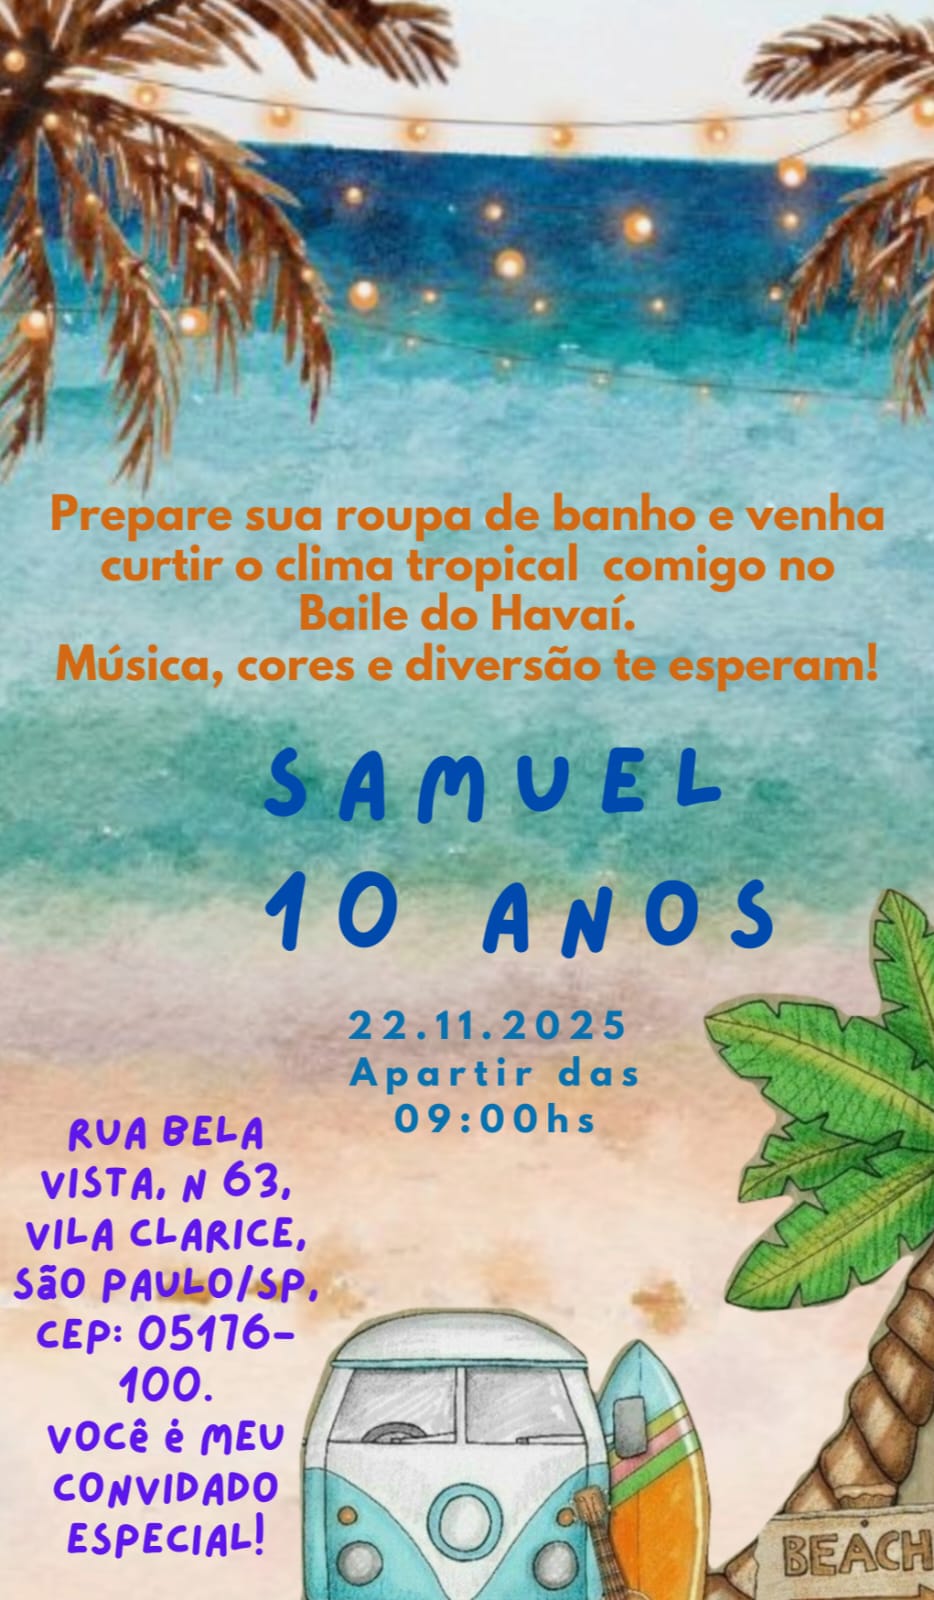 Prepare sua roupa de banho e venha
curtir o clima tropical comigo no
Baile do Havaí.
Música, cores e diversão te esperam!
SAMUEL
10 ANOS
22.11.2025
Apartir das
09:00hs
RUA BELA
VISTA, N 63,
VILA CLARICE,
SÃO PAULO/SP,
CEP: 05176-
100.
VOCÊ É MEU
CONVIDADO
ESPECIAL!
BEACH